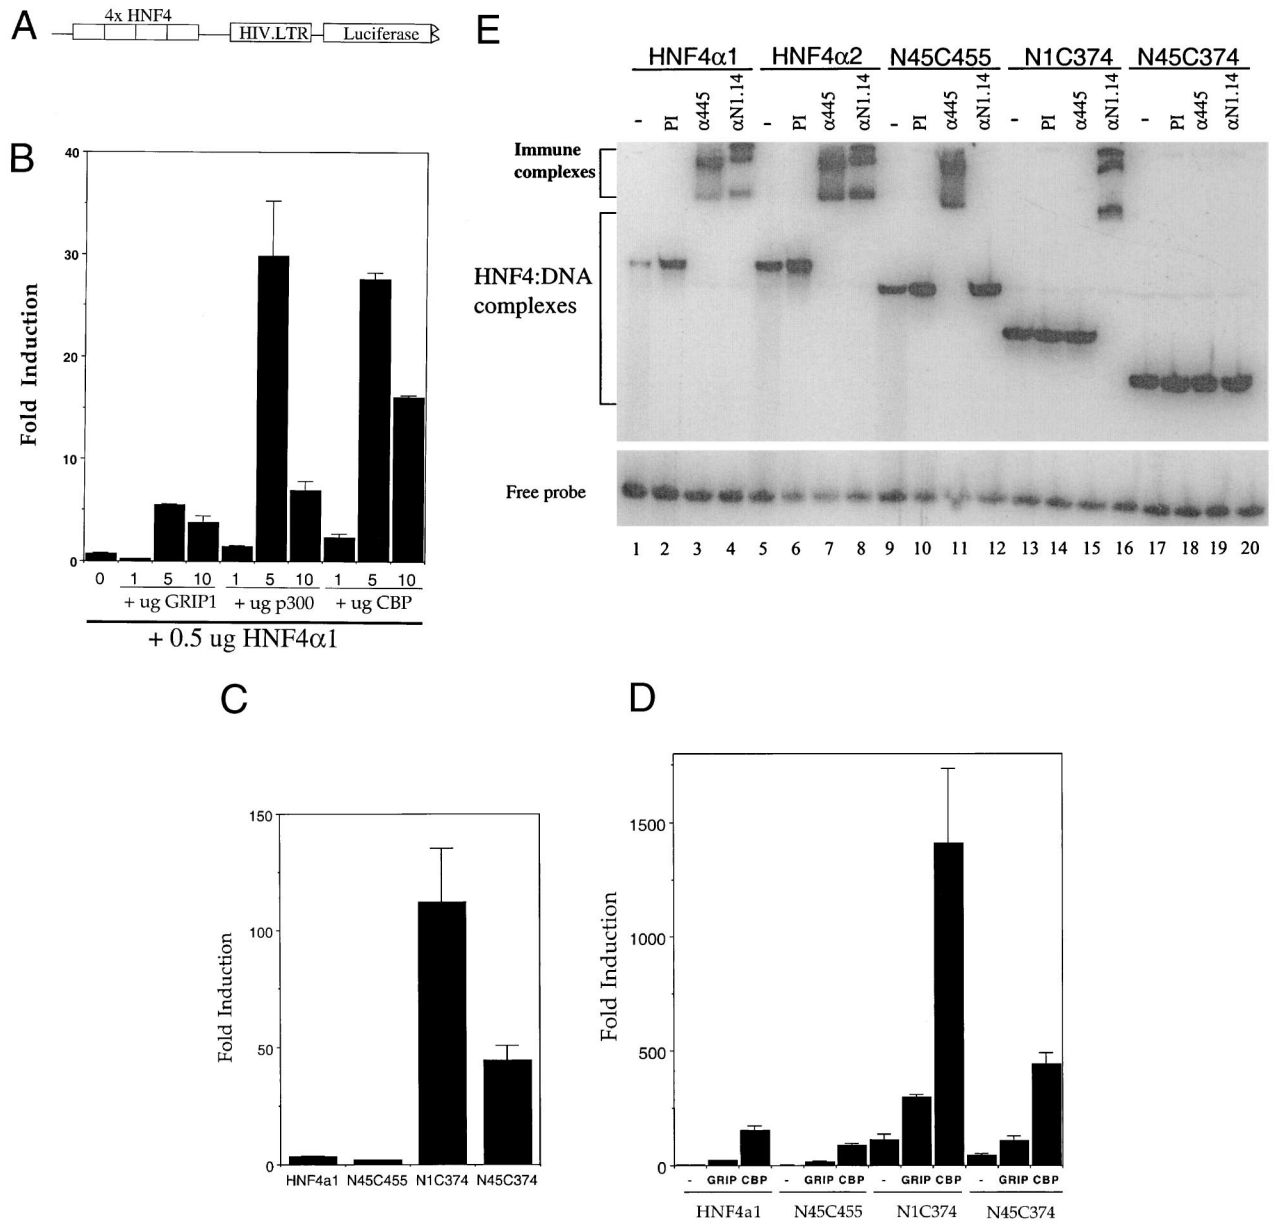 A
4x HNF4
HIV.LTR
Luciferase
B
Fold Induction
40
30
20
10
0
0 1 5 10 1 5 10 1 5 10
+ ug GRIP1 + ug p300 + ug CBP
+ 0.5 ug HNF4α1
E
HNF4α1 HNF4α2 N45C455 N1C374 N45C374
- PI α445 αN1.14 - PI α445 αN1.14 - PI α445 αN1.14 - PI α445 αN1.14 - PI α445 αN1.14
Immune
complexes
HNF4:DNA
complexes
Free probe
1 2 3 4 5 6 7 8 9 10 11 12 13 14 15 16 17 18 19 20
C
Fold Induction
150
100
50
0
HNF4a1 N45C455 N1C374 N45C374
D
Fold Induction
1500
1000
500
0
- GRIP CBP - GRIP CBP - GRIP CBP - GRIP CBP
HNF4a1 N45C455 N1C374 N45C374